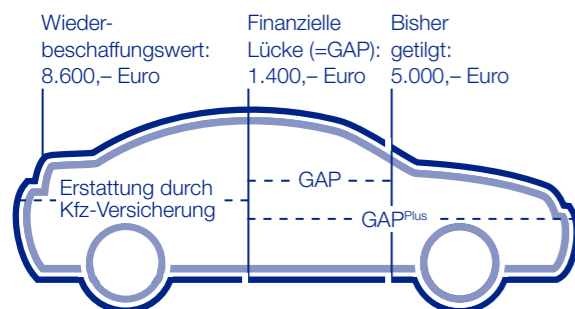 Wieder-
beschaffungswert:
8.600,– Euro
Finanzielle
Lücke (=GAP):
1.400,– Euro
Bisher
getilgt:
5.000,– Euro
Erstattung durch
Kfz-Versicherung
GAP
GAPPlus